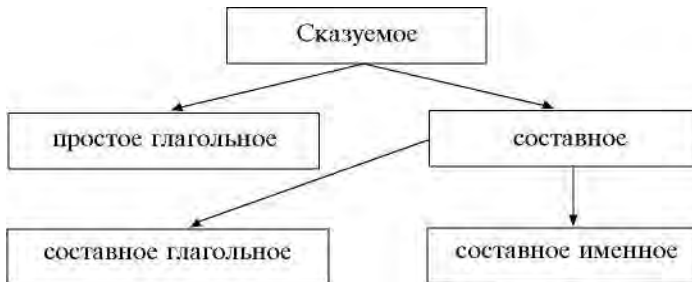 Сказуемое
простое глагольное
составное
составное глагольное
составное именное